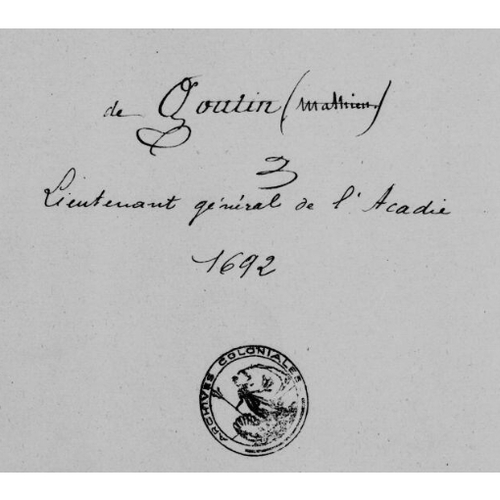 de Goutin (Mathieu)
3
Lieutenant général de l'Acadie
1692
ARCHIVES COLONIALES